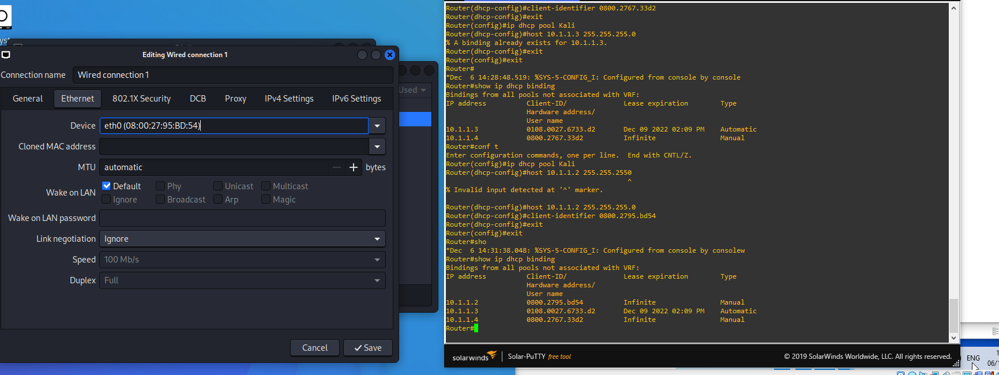 yst
Editing Wired connection 1
Connection name Wired connection 1
General Ethernet 802.1X Security DCB Proxy IPv4 Settings IPv6 Settings
Used
Device eth0 (08:00:27:95:BD:54)
Cloned MAC address
MTU automatic bytes
Wake on LAN Default Phy Unicast Multicast
Ignore Broadcast Arp Magic
Wake on LAN password
Link negotiation Ignore
Speed 100 Mb/s
Duplex Full
Cancel Save
Router(dhcp-config)#client-identifier 0800.2767.33d2
Router(dhcp-config)#exit
Router(config)#ip dhcp pool Kali
Router(dhcp-config)#host 10.1.1.3 255.255.255.0
% A binding already exists for 10.1.1.3.
Router(dhcp-config)#exit
Router(config)#exit
Router#
*Dec  6 14:28:48.519: %SYS-5-CONFIG_I: Configured from console by console
Router#show ip dhcp binding
Bindings from all pools not associated with VRF:
IP address Client-ID/ Lease expiration Type
Hardware address/
User name
10.1.1.3 0108.0027.6733.d2 Dec 09 2022 02:09 PM Automatic
10.1.1.4 0800.2767.33d2 Infinite Manual
Router#conf t
Enter configuration commands, one per line.  End with CNTL/Z.
Router(config)#ip dhcp pool Kali
Router(dhcp-config)#host 10.1.1.2 255.255.2550
^
% Invalid input detected at '^' marker.
Router(dhcp-config)#host 10.1.1.2 255.255.255.0
Router(dhcp-config)#client-identifier 0800.2795.bd54
Router(dhcp-config)#exit
Router(config)#exit
Router#sho
*Dec  6 14:31:38.048: %SYS-5-CONFIG_I: Configured from console by consolew
Router#show ip dhcp binding
Bindings from all pools not associated with VRF:
IP address Client-ID/ Lease expiration Type
Hardware address/
User name
10.1.1.2 0800.2795.bd54 Infinite Manual
10.1.1.3 0108.0027.6733.d2 Dec 09 2022 02:09 PM Automatic
10.1.1.4 0800.2767.33d2 Infinite Manual
Router#
solarwinds Solar-PuTTY free tool © 2019 SolarWinds Worldwide, LLC. All rights reserved.
ENG
06/